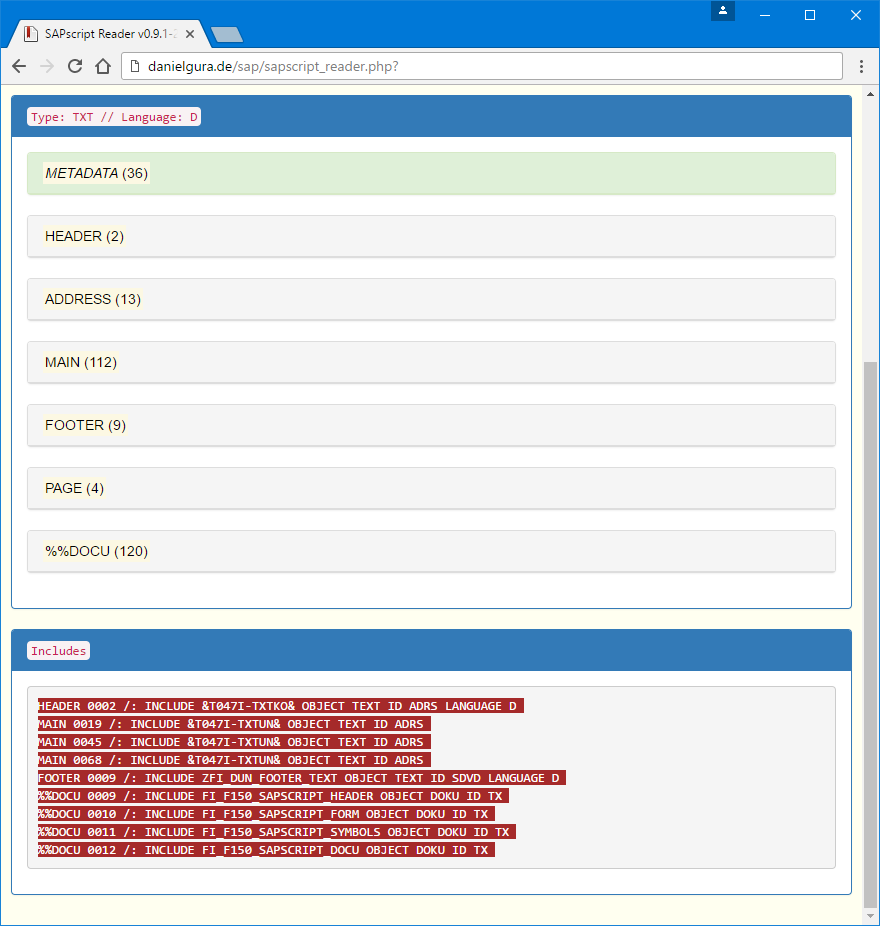 SAPscript Reader v0.9.1-2
danielgura.de/sap/sapscript_reader.php?
Type: TXT // Language: D
METADATA (36)
HEADER (2)
ADDRESS (13)
MAIN (112)
FOOTER (9)
PAGE (4)
%%DOCU (120)
Includes
HEADER 0002 /: INCLUDE &T047I-TXTKO& OBJECT TEXT ID ADRS LANGUAGE D
MAIN 0019 /: INCLUDE &T047I-TXTUN& OBJECT TEXT ID ADRS
MAIN 0045 /: INCLUDE &T047I-TXTUN& OBJECT TEXT ID ADRS
MAIN 0068 /: INCLUDE &T047I-TXTUN& OBJECT TEXT ID ADRS
FOOTER 0009 /: INCLUDE ZFI_DUN_FOOTER_TEXT OBJECT TEXT ID SDVD LANGUAGE D
%%DOCU 0009 /: INCLUDE FI_F150_SAPSCRIPT_HEADER OBJECT DOKU ID TX
%%DOCU 0010 /: INCLUDE FI_F150_SAPSCRIPT_FORM OBJECT DOKU ID TX
%%DOCU 0011 /: INCLUDE FI_F150_SAPSCRIPT_SYMBOLS OBJECT DOKU ID TX
%%DOCU 0012 /: INCLUDE FI_F150_SAPSCRIPT_DOCU OBJECT DOKU ID TX